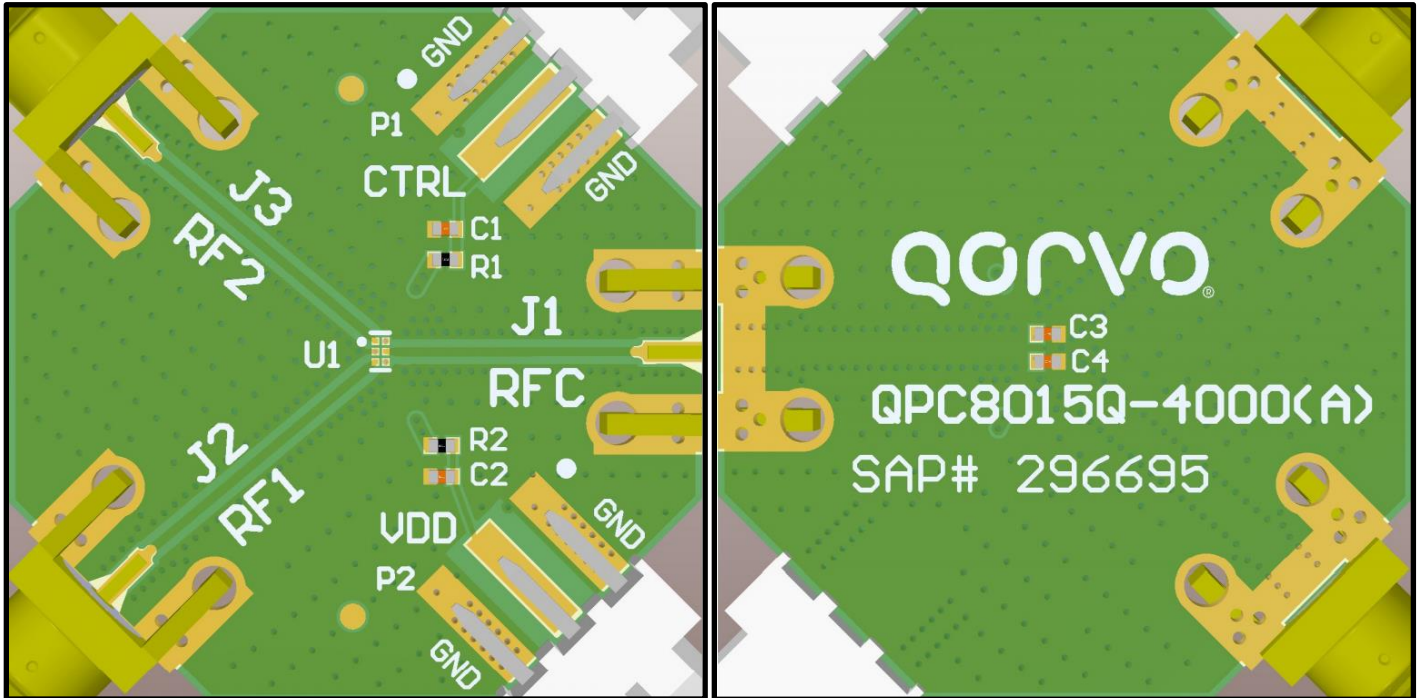 GND
P1
CTRL
GND
J3
RF2
C1
R1
J1
U1
RFC
J2
RF1
R2
C2
VDD
GND
P2
GND
QORVO®
C3
C4
QPC8015Q-4000(A)
SAP# 296695